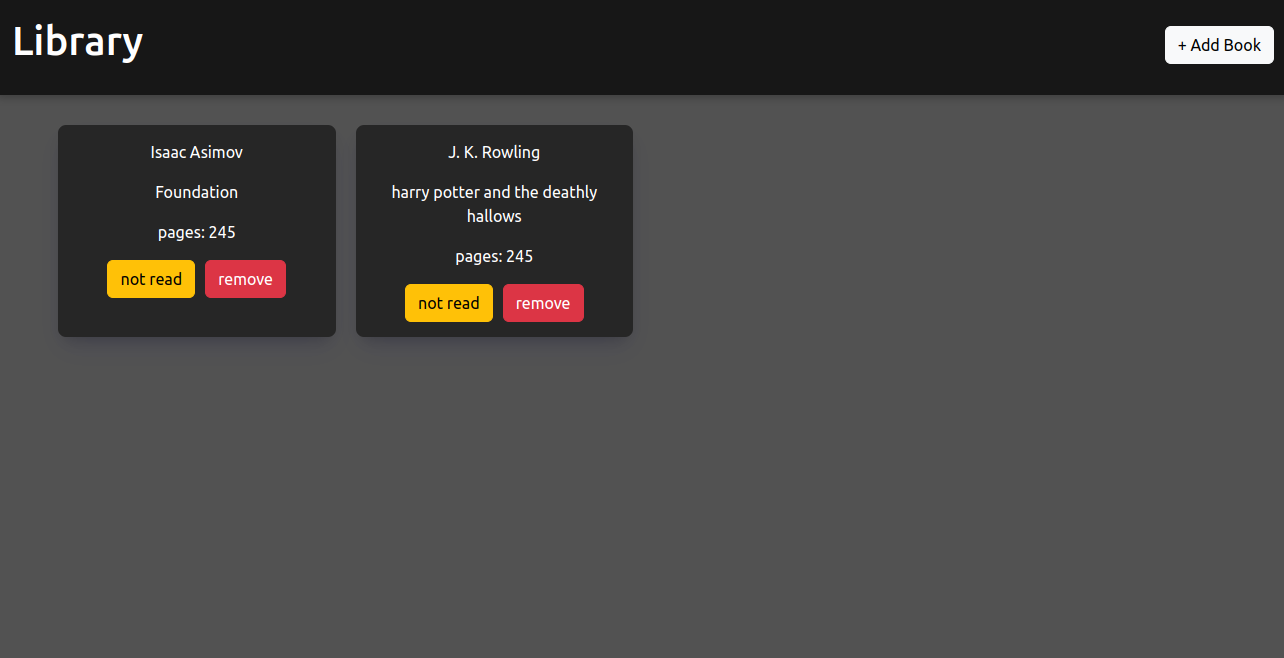 Library
+ Add Book
Isaac Asimov
Foundation
pages: 245
not read
remove
J. K. Rowling
harry potter and the deathly
hallows
pages: 245
not read
remove